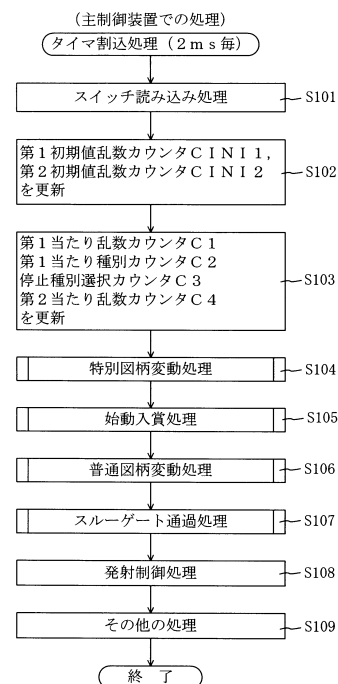 （主制御装置での処理）
タイマ割込処理（２ｍｓ毎）
スイッチ読み込み処理
S101
第１初期値乱数カウンタＣＩＮＩ１，
第２初期値乱数カウンタＣＩＮＩ２
を更新
S102
第１当たり乱数カウンタＣ１
第１当たり種別カウンタＣ２
停止種別選択カウンタＣ３
第２当たり乱数カウンタＣ４
を更新
S103
特別図柄変動処理
S104
始動入賞処理
S105
普通図柄変動処理
S106
スルーゲート通過処理
S107
発射制御処理
S108
その他の処理
S109
終　了